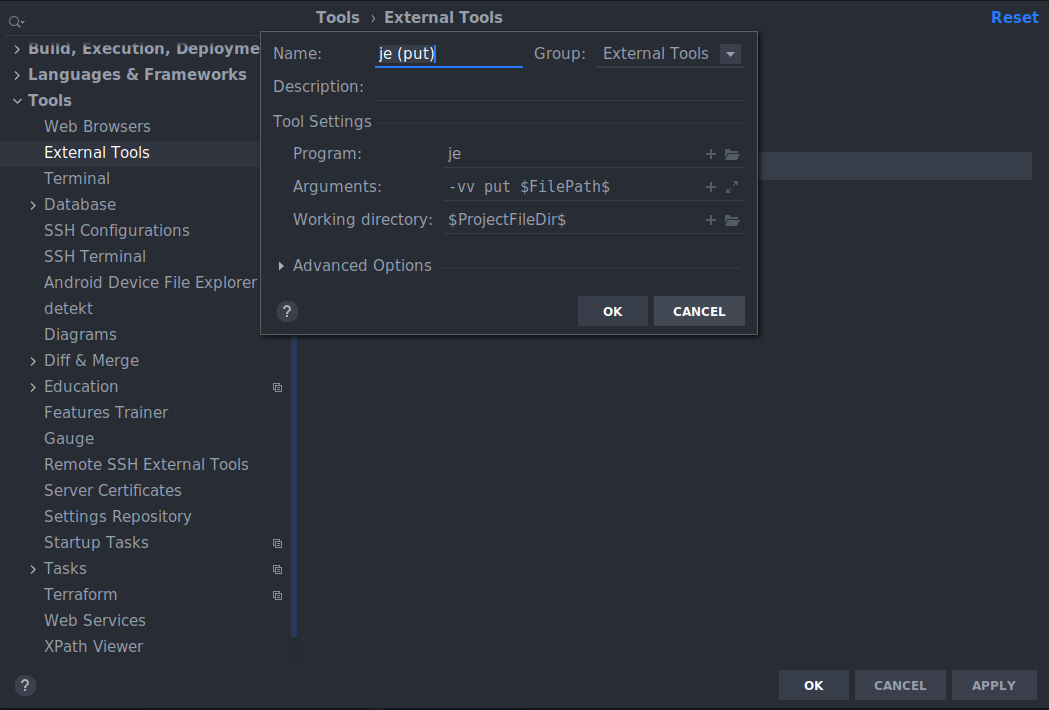 Tools › External Tools
Reset
Build, Execution, Deployme
Languages & Frameworks
Tools
Web Browsers
External Tools
Terminal
Database
SSH Configurations
SSH Terminal
Android Device File Explorer
detekt
Diagrams
Diff & Merge
Education
Features Trainer
Gauge
Remote SSH External Tools
Server Certificates
Settings Repository
Startup Tasks
Tasks
Terraform
Web Services
XPath Viewer
Name: je (put) Group: External Tools
Description:
Tool Settings
Program: je
Arguments: -vv put $FilePath$
Working directory: $ProjectFileDir$
Advanced Options
? OK CANCEL
? OK CANCEL APPLY